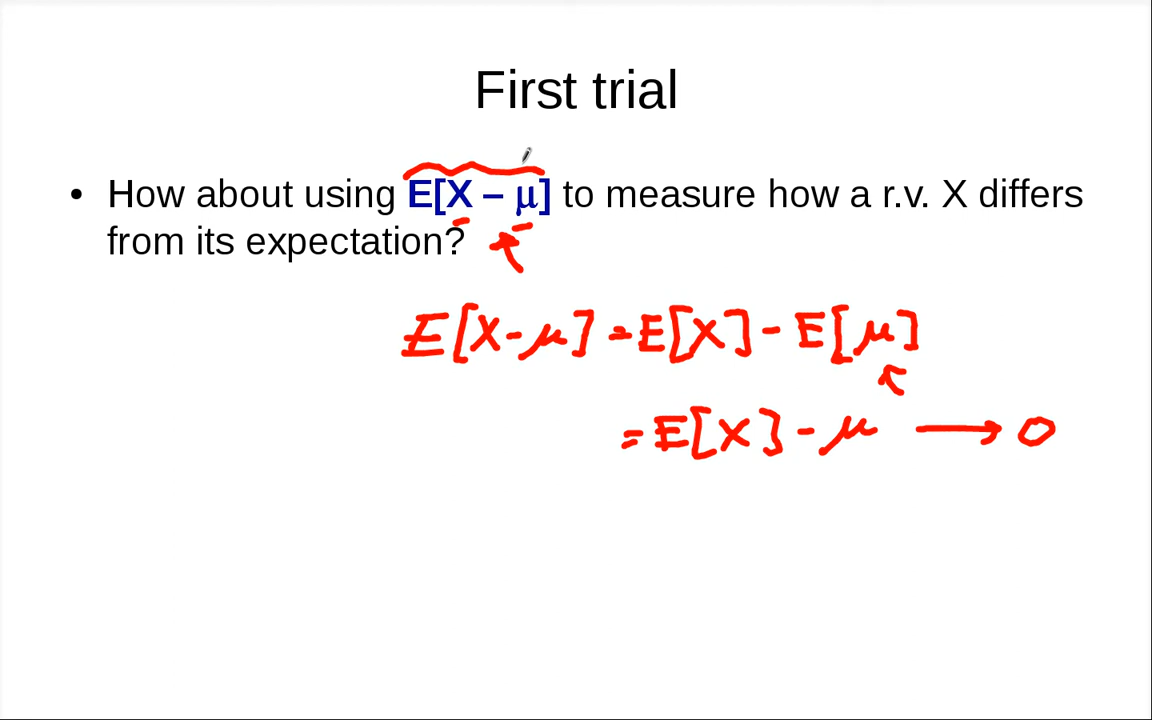 First trial
• How about using E[X – µ] to measure how a r.v. X differs
from its expectation?
E[X-µ] = E[X] - E[µ]
= E[X] - µ → 0